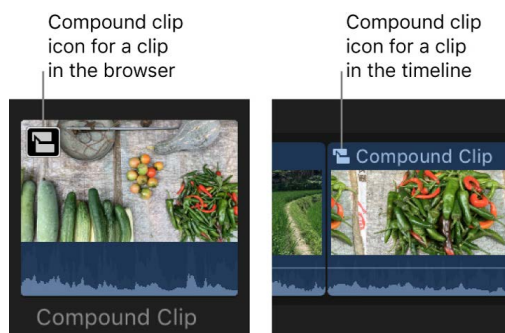 Compound clip
icon for a clip
in the browser
Compound clip
icon for a clip
in the timeline
Compound Clip
Compound Clip